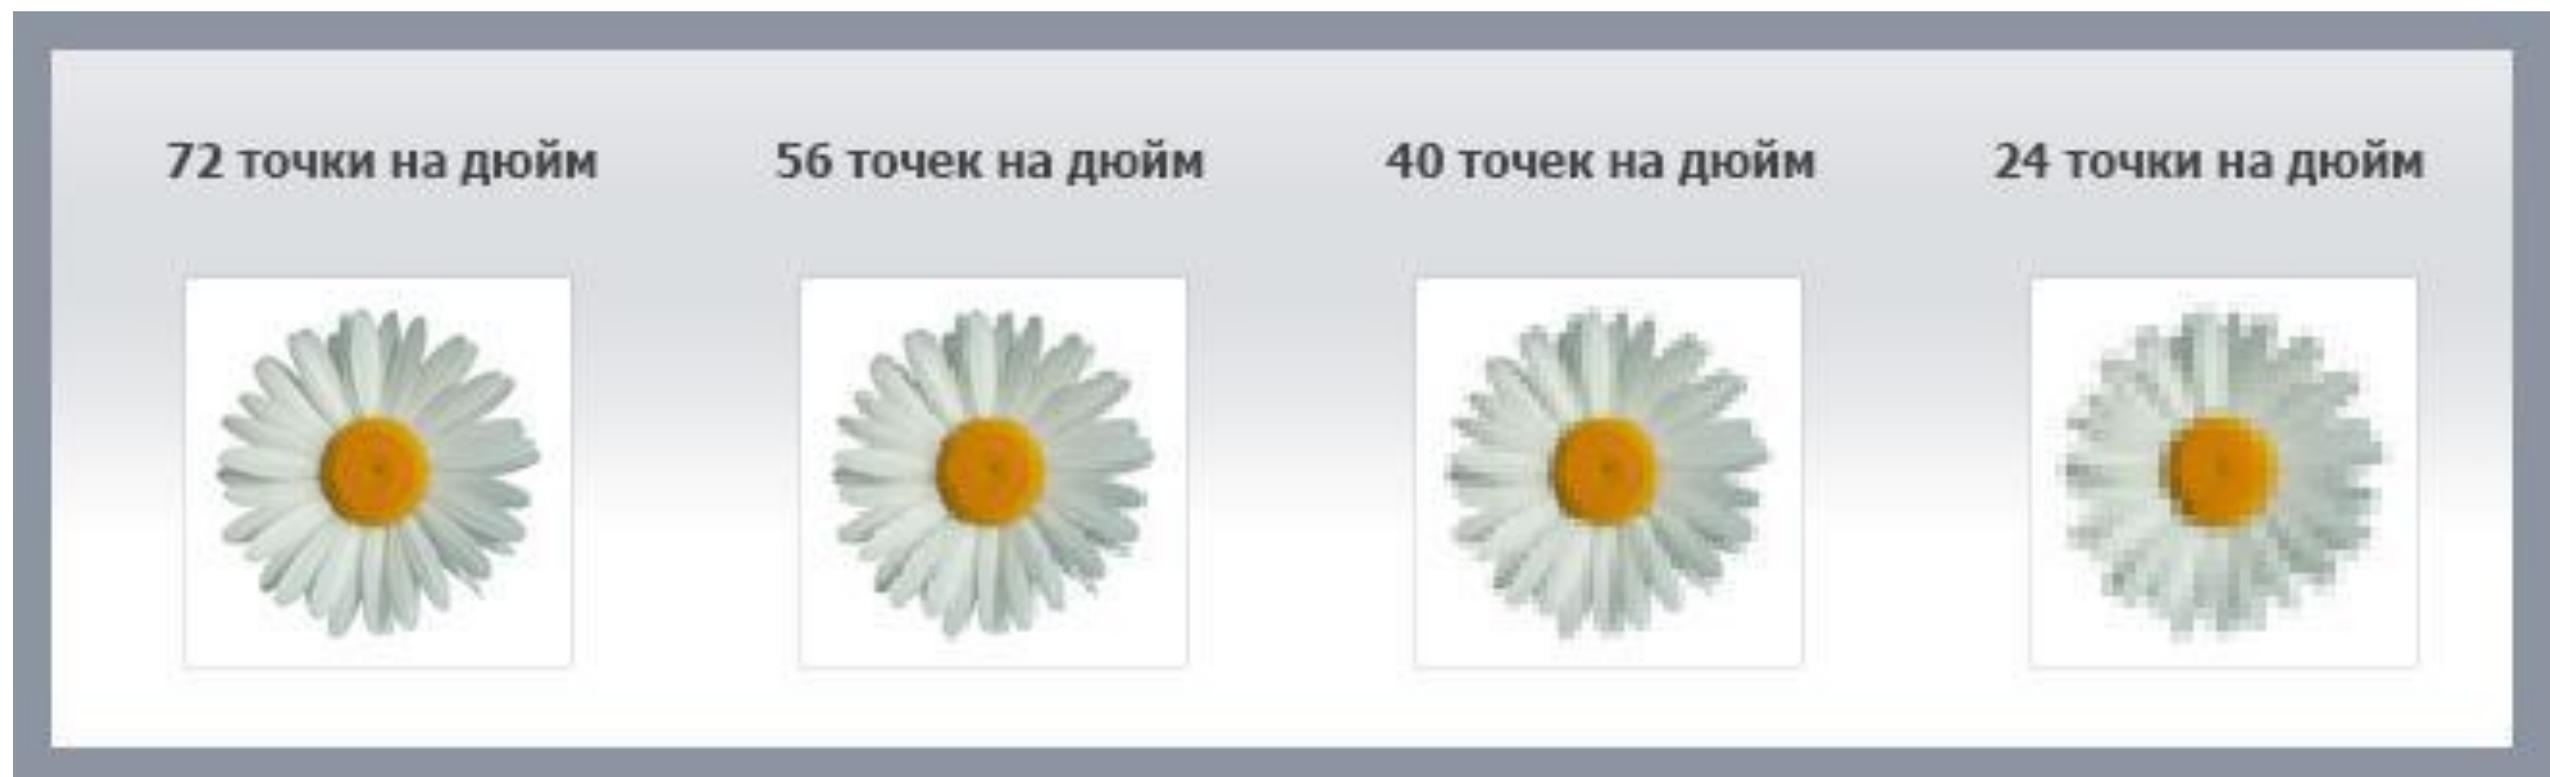 72 точки на дюйм
56 точек на дюйм
40 точек на дюйм
24 точки на дюйм